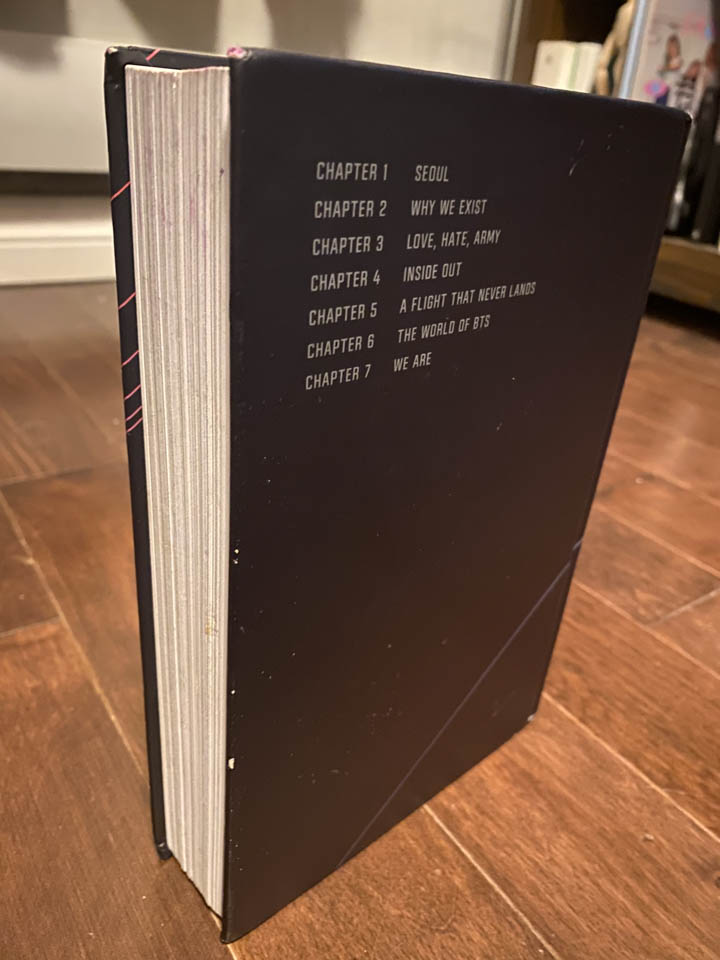 CHAPTER 1 SEOUL
CHAPTER 2 WHY WE EXIST
CHAPTER 3 LOVE, HATE, ARMY
CHAPTER 4 INSIDE OUT
CHAPTER 5 A FLIGHT THAT NEVER LANDS
CHAPTER 6 THE WORLD OF BTS
CHAPTER 7 WE ARE